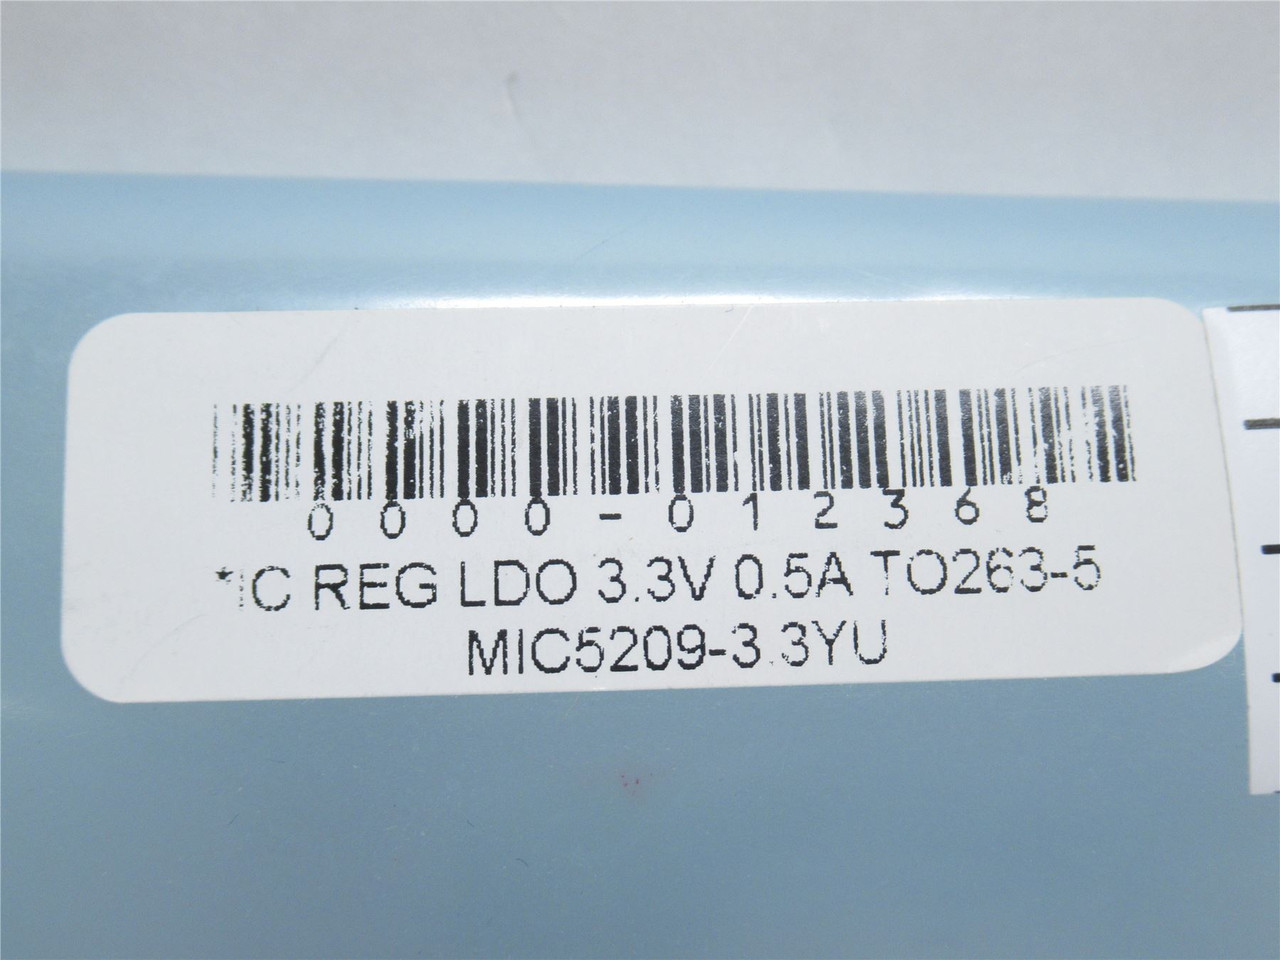 0000-012368
*IC REG LDO 3.3V 0.5A TO263-5
MIC5209-3.3YU